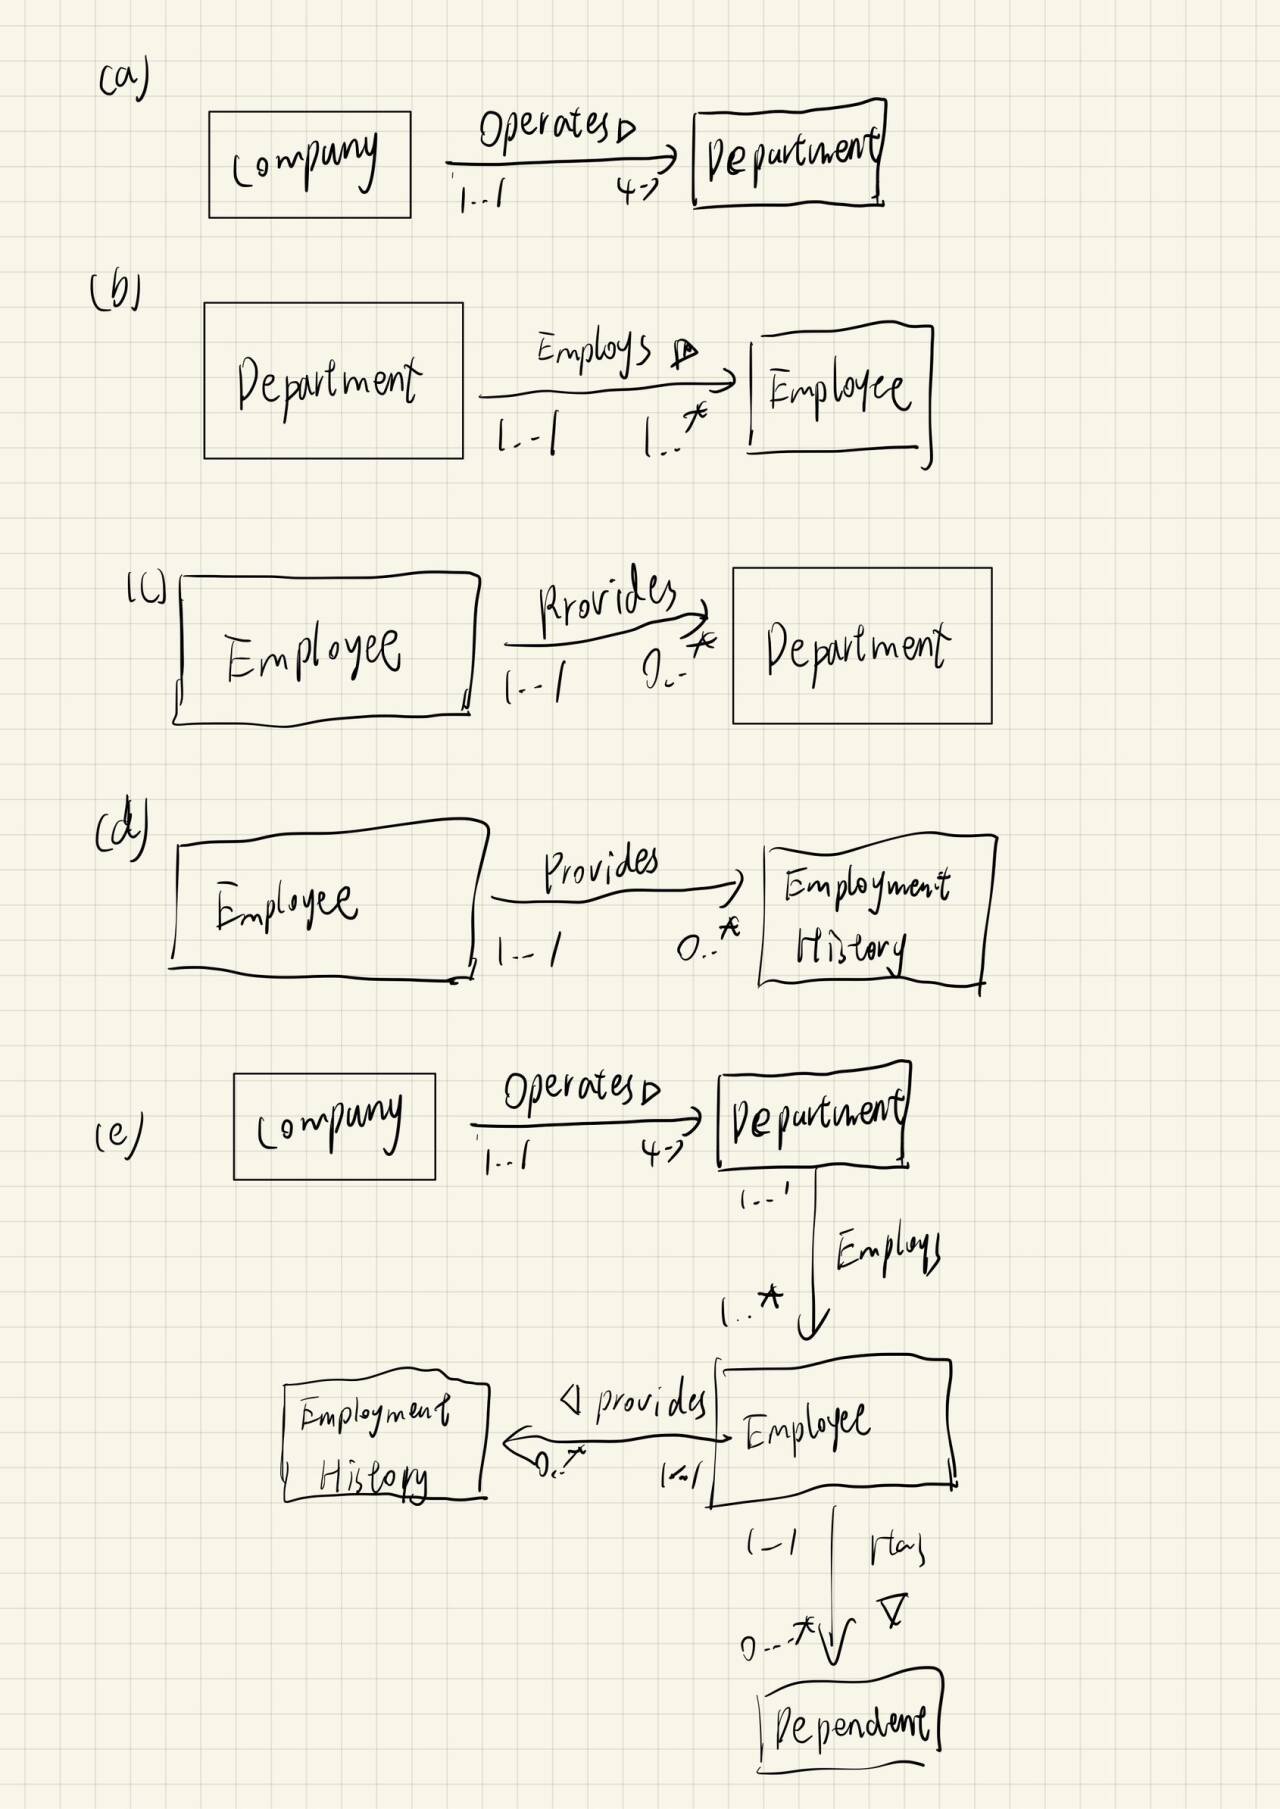 (a)
Company Operates Department
1..1 4
(b)
Department Employs Employee
1..1 1..*
(c)
Employee Provides Department
1..1 0..*
(d)
Employee Provides Employment
History
1..1 0..*
(e)
Company Operates Department
1..1 4
1..1
Employs
1..*
Employment provides Employee
History
0..* 1..1
1..1 Has
0...*
Dependent